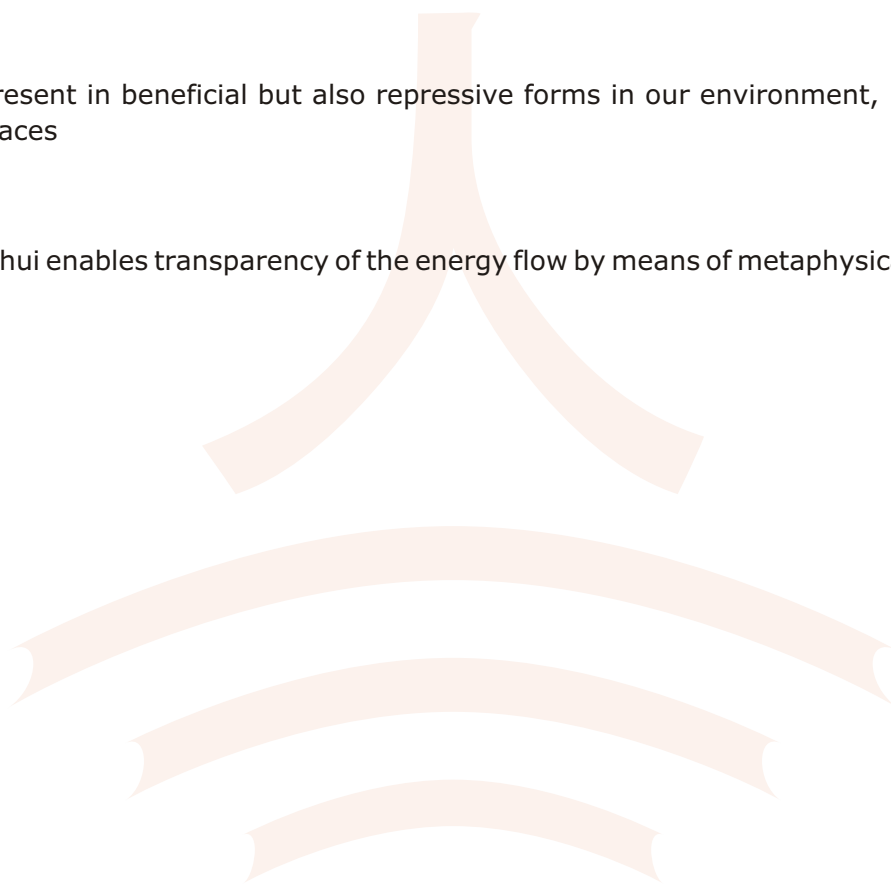 resent in beneficial but also repressive forms in our environment,
aces
hui enables transparency of the energy flow by means of metaphysic